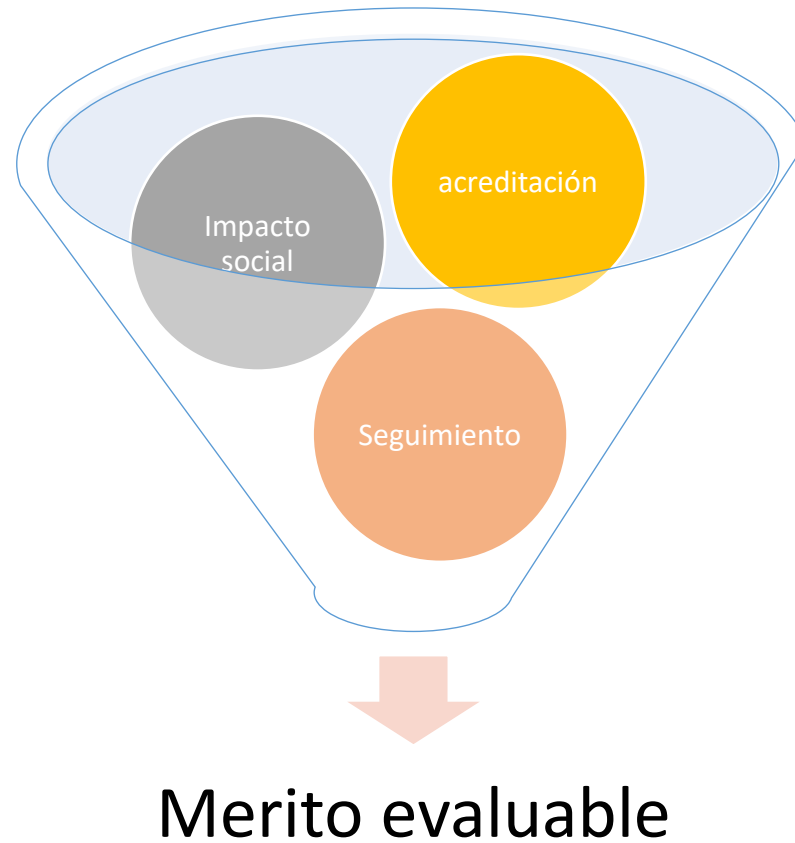 acreditación
Impacto
social
Seguimiento
Merito evaluable